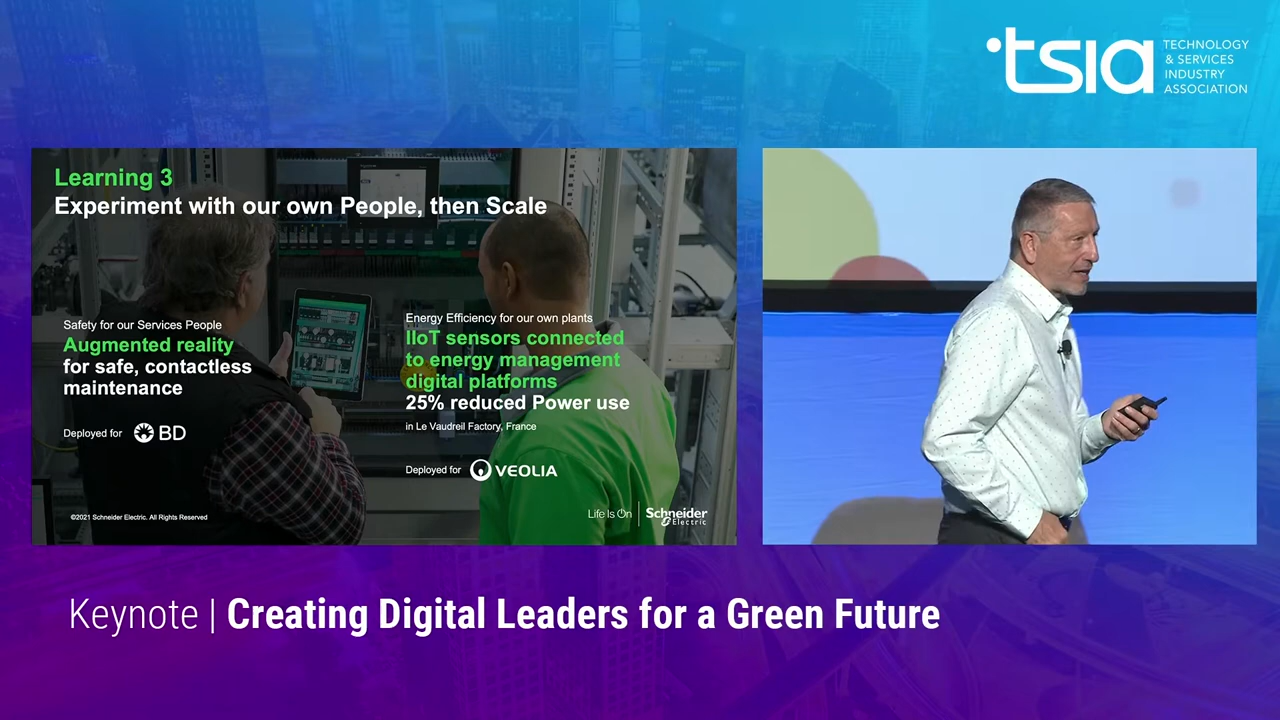 tsia
TECHNOLOGY
& SERVICES
INDUSTRY
ASSOCIATION
Learning 3
Experiment with our own People, then Scale
Safety for our Services People
Augmented reality
for safe, contactless
maintenance
Deployed for BD
Energy Efficiency for our own plants
IIoT sensors connected
to energy management
digital platforms
25% reduced Power use
in Le Vaudreil Factory, France
Deployed for VEOLIA
©2021 Schneider Electric. All Rights Reserved
Life Is On | Schneider
Electric
Keynote | Creating Digital Leaders for a Green Future